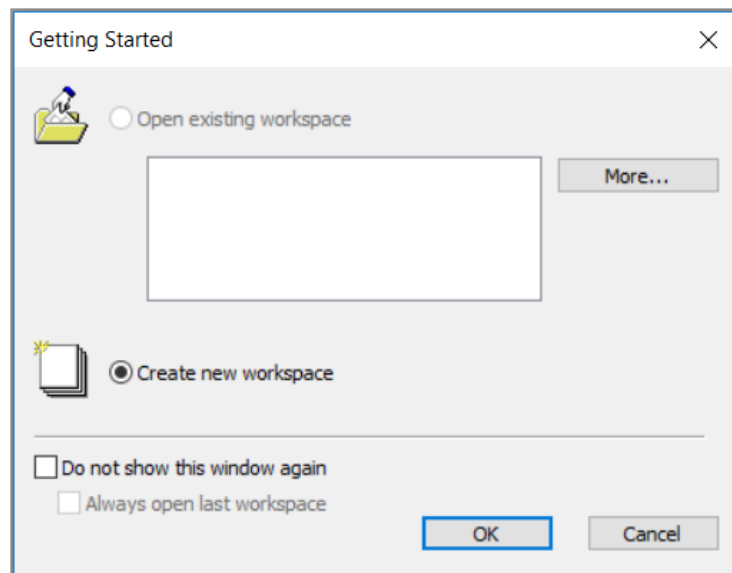 Getting Started
Open existing workspace
More...
Create new workspace
Do not show this window again
Always open last workspace
OK Cancel